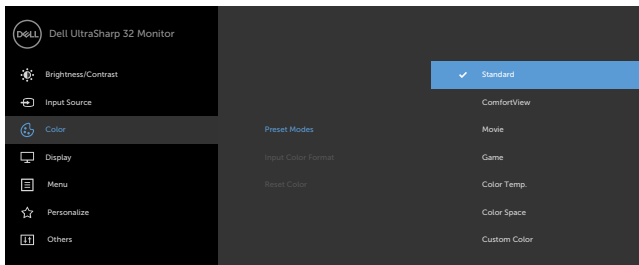 DELL
Dell UltraSharp 32 Monitor
Brightness/Contrast
Input Source
Color
Display
Menu
Personalize
Others
Preset Modes
Input Color Format
Reset Color
Standard
ComfortView
Movie
Game
Color Temp.
Color Space
Custom Color